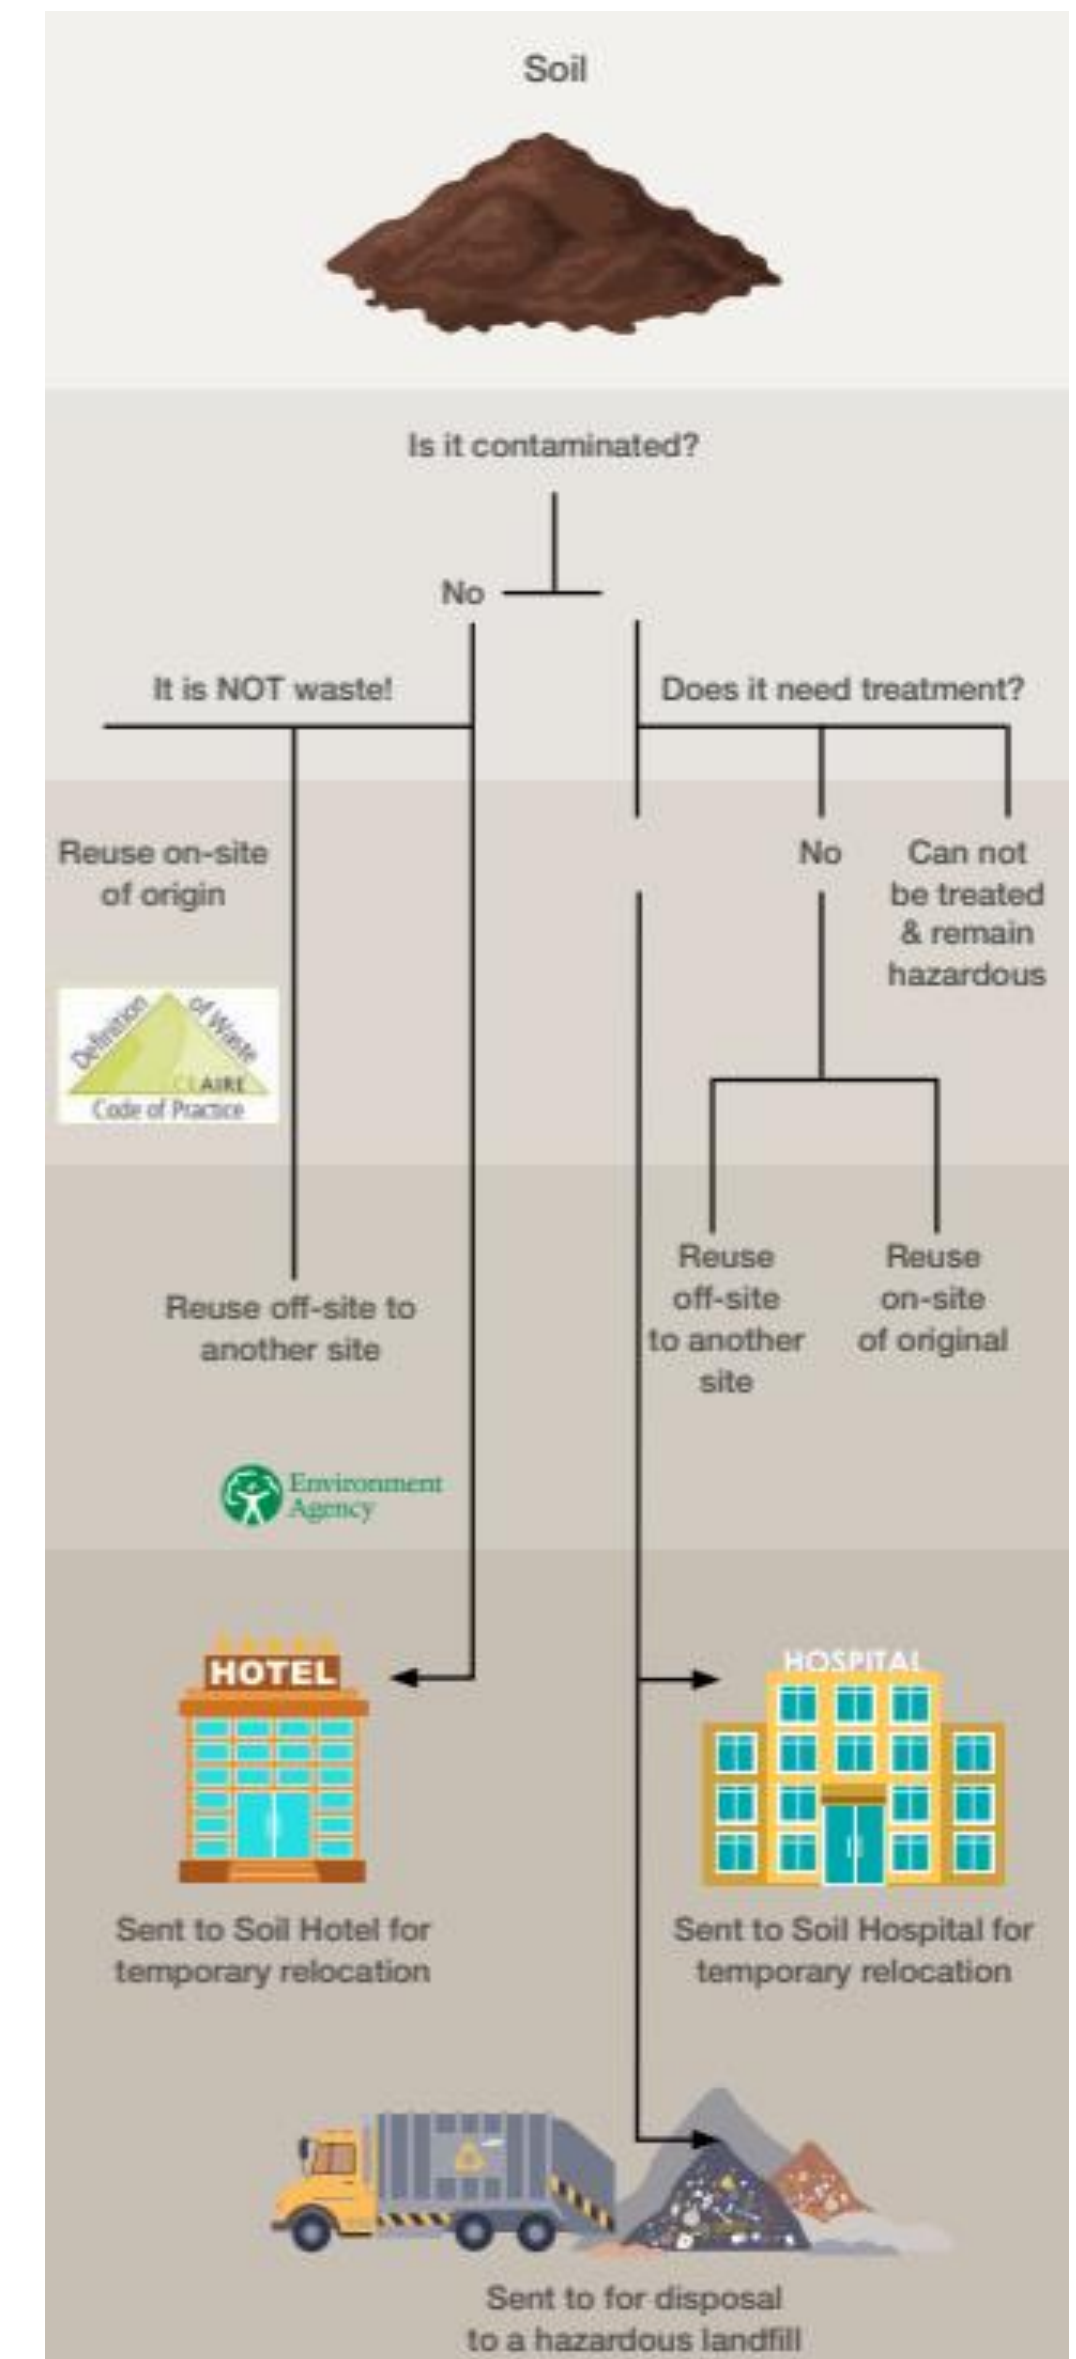 Soil
Is it contaminated?
No
It is NOT waste!
Does it need treatment?
Reuse on-site
of origin
No
Can not
be treated
& remain
hazardous
Definition of Waste
CLAIRE
Code of Practice
Reuse off-site to
another site
Reuse
off-site
to another
site
Reuse
on-site
of original
Environment
Agency
HOTEL
HOSPITAL
Sent to Soil Hotel for
temporary relocation
Sent to Soil Hospital for
temporary relocation
Sent to for disposal
to a hazardous landfill